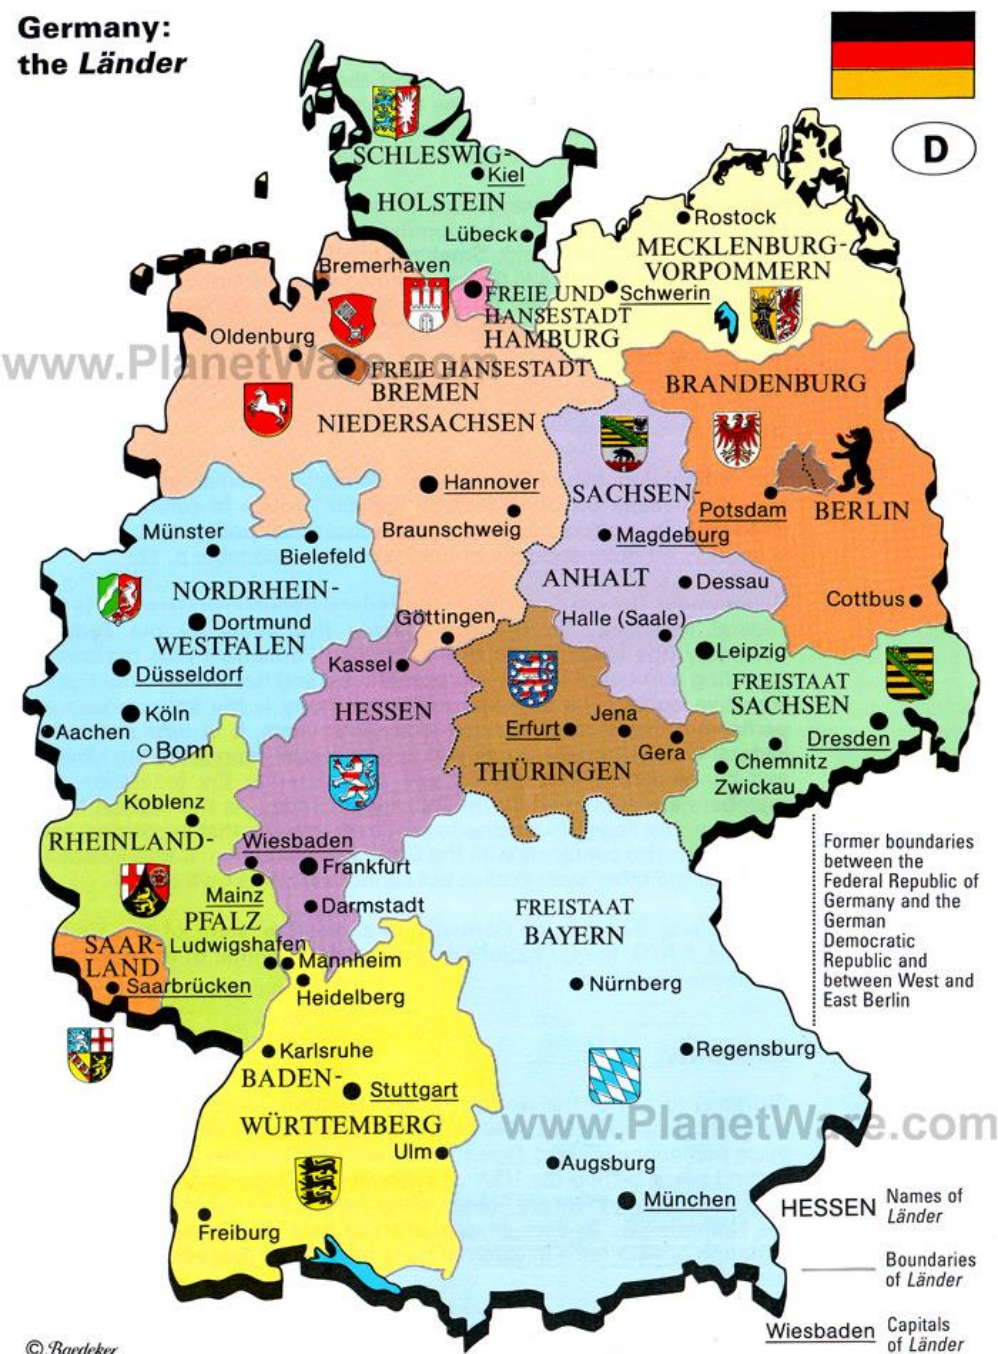 Germany:
the Länder
D
SCHLESWIG-
Kiel
HOLSTEIN
Lübeck
Rostock
MECKLENBURG-
VORPOMMERN
Schwerin
Bremerhaven
FREIE UND
HANSESTADT
HAMBURG
Oldenburg
www.PlanetWare.com
FREIE HANSESTADT
BREMEN
NIEDERSACHSEN
BRANDENBURG
Hannover
Braunschweig
SACHSEN-
Potsdam
BERLIN
Magdeburg
Münster
Bielefeld
ANHALT
Dessau
NORDRHEIN-
Cottbus
Dortmund
Göttingen
Halle (Saale)
WESTFALEN
Kassel
Leipzig
Düsseldorf
FREISTAAT
SACHSEN
HESSEN
Köln
Jena
Aachen
Erfurt
Dresden
Bonn
Gera
Chemnitz
THÜRINGEN
Zwickau
Koblenz
RHEINLAND-
Wiesbaden
Frankfurt
Mainz
Darmstadt
PFALZ
FREISTAAT
BAYERN
Former boundaries
between the
Federal Republic of
Germany and the
German
Democratic
Republic and
between West and
East Berlin
SAAR-
LAND
Ludwigshafen
Mannheim
Saarbrücken
Heidelberg
Nürnberg
Karlsruhe
Regensburg
BADEN-
Stuttgart
WÜRTTEMBERG
www.PlanetWare.com
Ulm
Augsburg
München
Freiburg
HESSEN
Names of
Länder
Boundaries
of Länder
Wiesbaden
Capitals
of Länder
© Baedeker